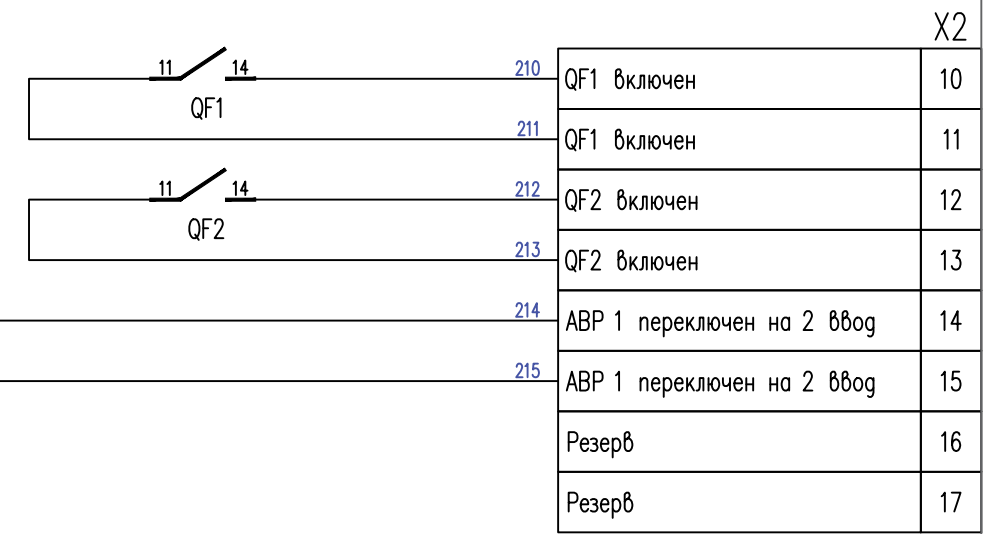 X2
11 14 210 QF1 включен 10
QF1
211 QF1 включен 11
11 14 212 QF2 включен 12
QF2
213 QF2 включен 13
214 АВР 1 переключен на 2 ввод 14
215 АВР 1 переключен на 2 ввод 15
Резерв 16
Резерв 17